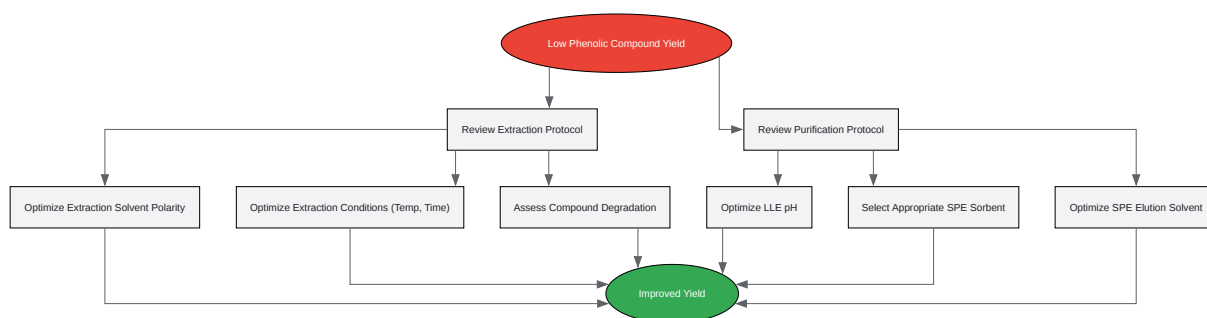 Low Phenolic Compound Yield
Review Extraction Protocol
Review Purification Protocol
Optimize Extraction Solvent Polarity
Optimize Extraction Conditions (Temp, Time)
Assess Compound Degradation
Optimize LLE pH
Select Appropriate SPE Sorbent
Optimize SPE Elution Solvent
Improved Yield